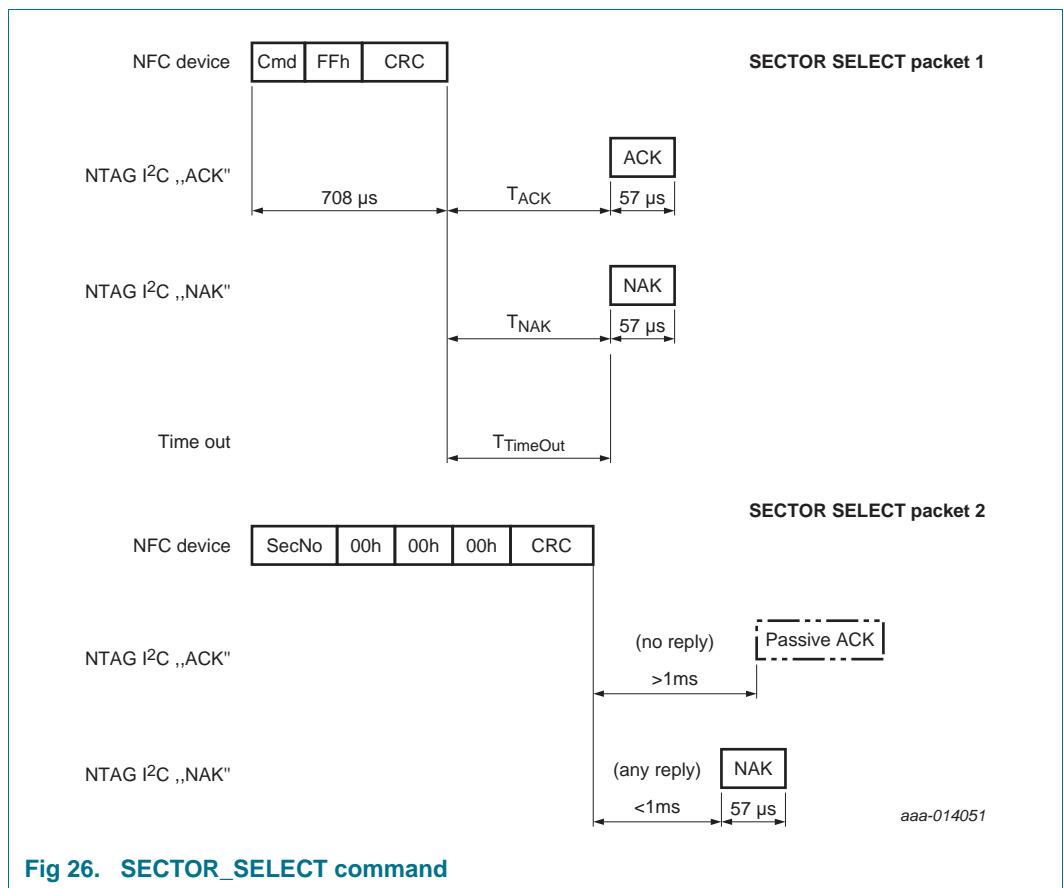 NFC device Cmd FFh CRC SECTOR SELECT packet 1
NTAG I2C ,,ACK" ACK
708 µs TACK 57 µs
NTAG I2C ,,NAK" NAK
TNAK 57 µs
Time out TTimeOut
SECTOR SELECT packet 2
NFC device SecNo 00h 00h 00h CRC
NTAG I2C ,,ACK" (no reply) Passive ACK
>1ms
NTAG I2C ,,NAK" (any reply) NAK
<1ms 57 µs aaa-014051
Fig 26. SECTOR_SELECT command